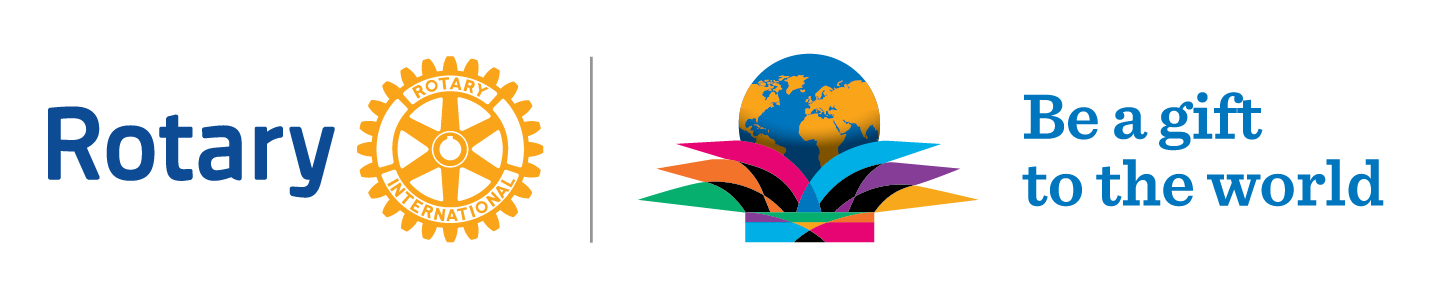 Rotary
ROTARY
INTERNATIONAL
Be a gift
to the world